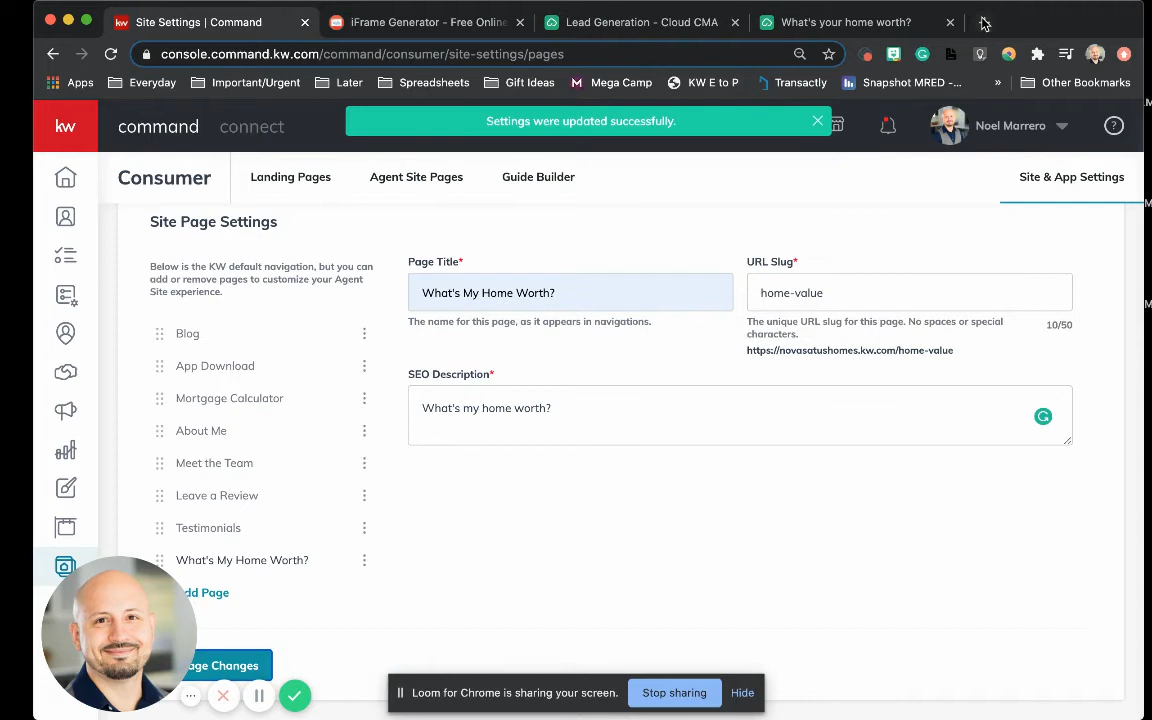 Site Settings | Command
iFrame Generator - Free Online
Lead Generation - Cloud CMA
What's your home worth?
console.command.kw.com/command/consumer/site-settings/pages
Apps
Everyday
Important/Urgent
Later
Spreadsheets
Gift Ideas
Mega Camp
KW E to P
Transactly
Snapshot MRED -...
»
Other Bookmarks
kw
command
connect
Settings were updated successfully.
Noel Marrero
Consumer
Landing Pages
Agent Site Pages
Guide Builder
Site & App Settings
Site Page Settings
Below is the KW default navigation, but you can
add or remove pages to customize your Agent
Site experience.
Blog
App Download
Mortgage Calculator
About Me
Meet the Team
Leave a Review
Testimonials
What's My Home Worth?
dd Page
Page Title*
What's My Home Worth?
The name for this page, as it appears in navigations.
URL Slug*
home-value
The unique URL slug for this page. No spaces or special
characters.
10/50
https://novasatushomes.kw.com/home-value
SEO Description*
What's my home worth?
age Changes
Loom for Chrome is sharing your screen.
Stop sharing
Hide